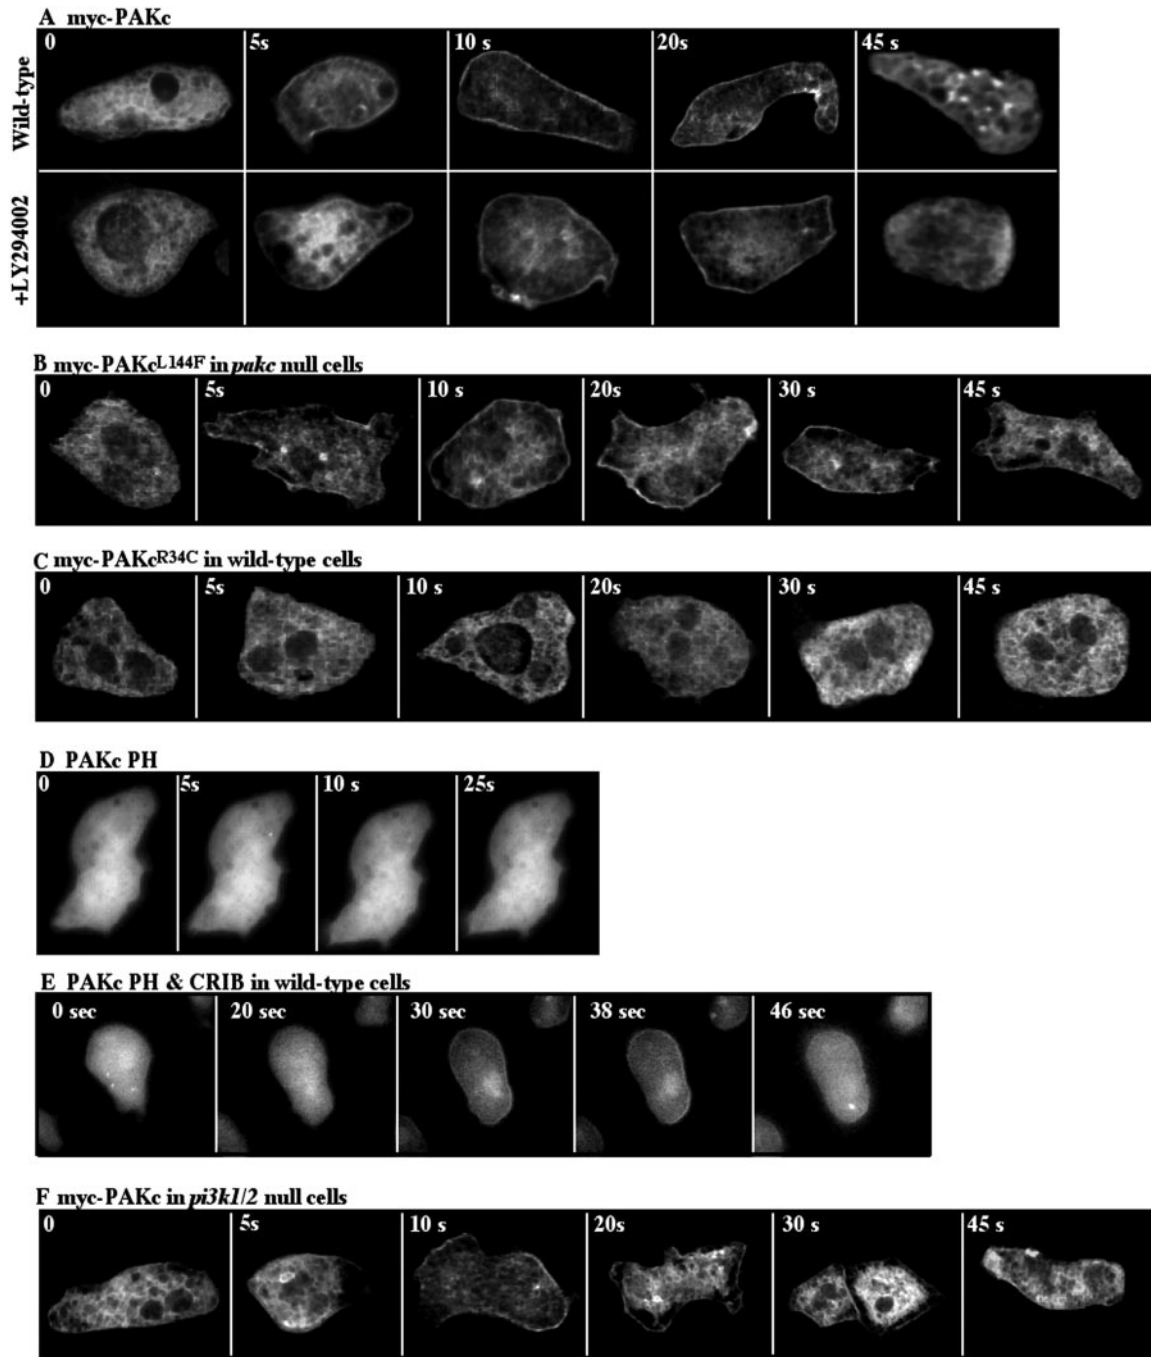 A myc-PAKc
0 5s 10 s 20s 45 s
Wild-type
+LY294002
B myc-PAKcL144F in pakc null cells
0 5s 10 s 20s 30 s 45 s
C myc-PAKcR34C in wild-type cells
0 5s 10 s 20s 30 s 45 s
D PAKc PH
0 5s 10 s 25s
E PAKc PH & CRIB in wild-type cells
0 sec 20 sec 30 sec 38 sec 46 sec
F myc-PAKc in pi3k1/2 null cells
0 5s 10 s 20s 30 s 45 s